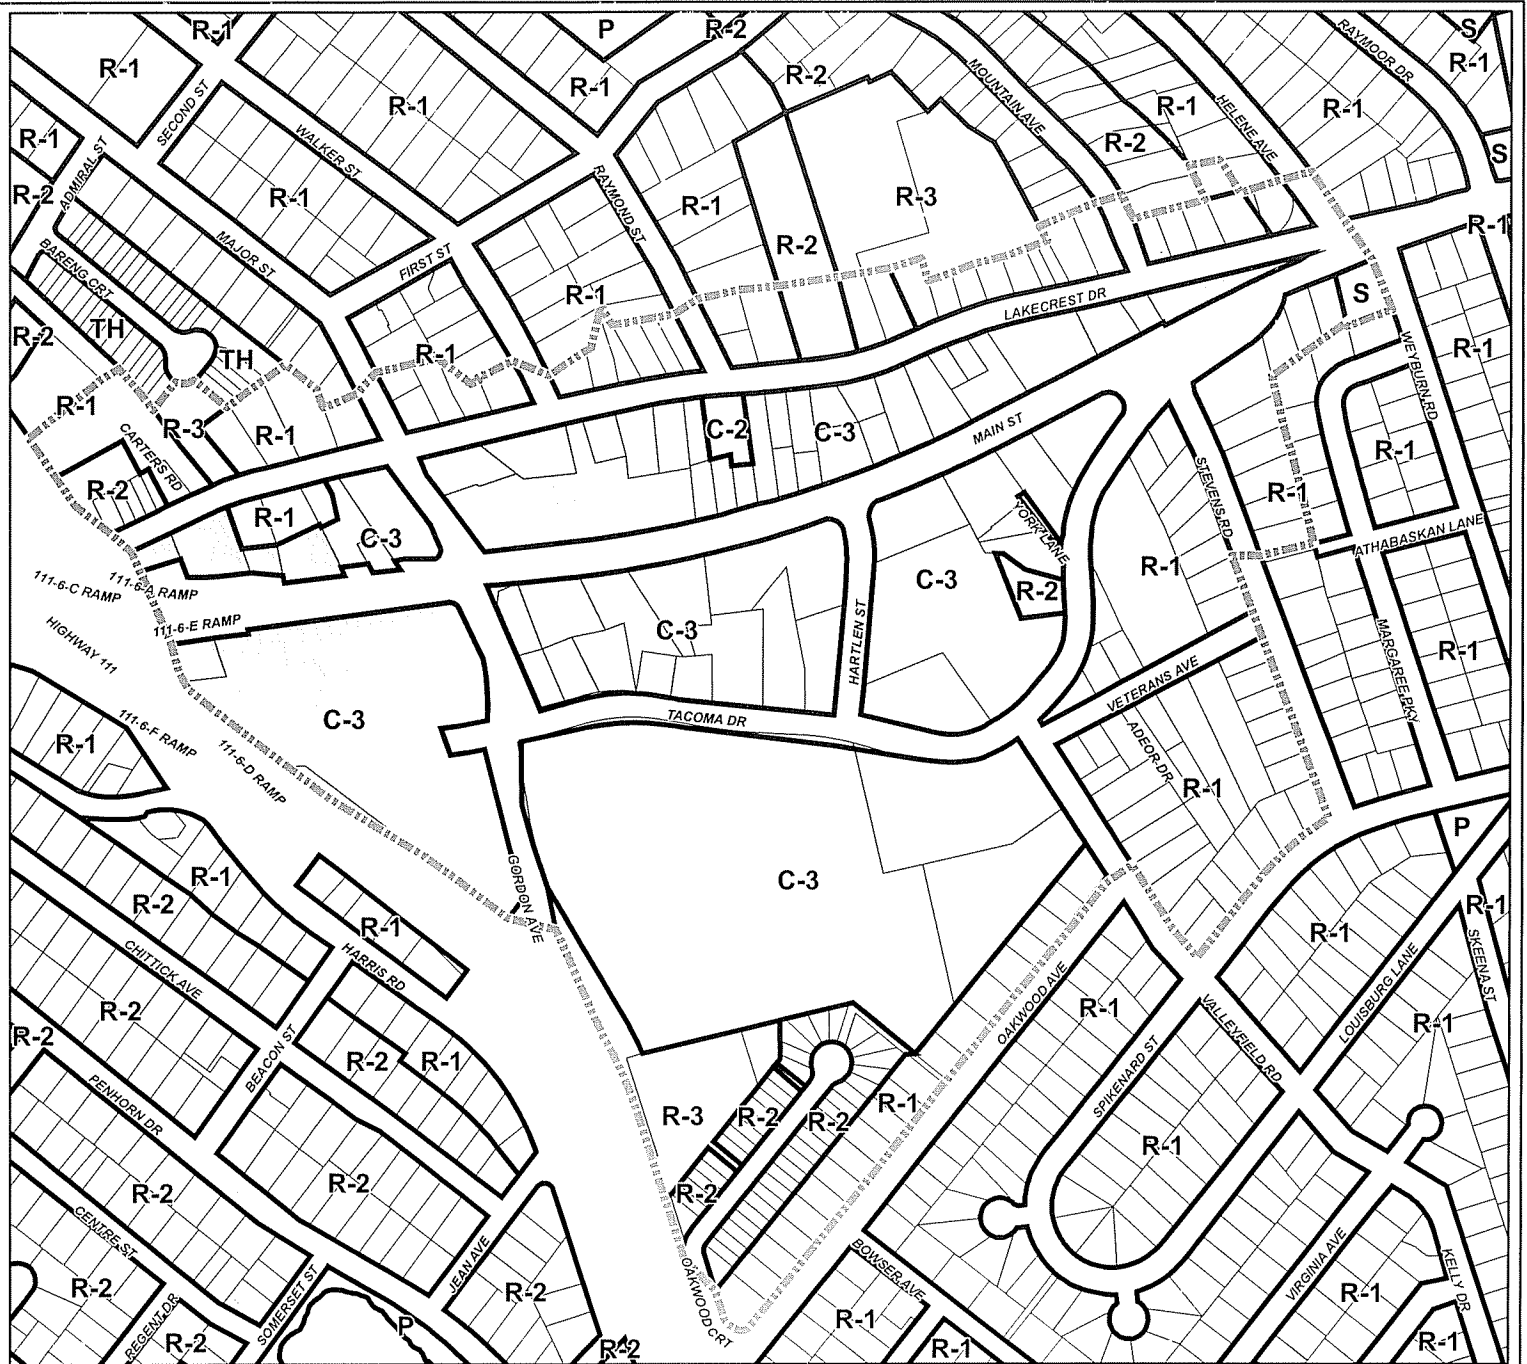 R-1
P
R-2
S
R-1
R-2
R-1
RAYMOOR DR
R-1
R-1
R-1
MOUNTAIN AVE
R-1
HELENE AVE
R-1
R-1
SECOND ST
WALKER ST
R-2
S
R-2
ADMIRAL ST
R-1
RAYMOND ST
R-1
R-3
R-1
BARENG CRT
MAJOR ST
FIRST ST
R-2
R-1
LAKECREST DR
S
TH
R-2
TH
R-1
WEYBURN RD
R-1
R-1
R-3
R-1
CARTERS RD
C-2
C-3
MAIN ST
R-1
R-2
STEVENS RD
R-1
R-1
C-3
YORK LANE
ATHABASKAN LANE
111-6-C RAMP
111-6-A RAMP
C-3
R-2
R-1
111-6-E RAMP
HIGHWAY 111
C-3
HARTLEN ST
MARGAREE PKY
R-1
VETERANS AVE
C-3
TACOMA DR
R-1
111-6-F RAMP
111-6-D RAMP
ADEOR DR
R-1
P
R-1
C-3
GORDON AVE
R-2
R-1
R-1
R-1
CHITTICK AVE
HARRIS RD
SKEENA ST
R-2
OAKWOOD AVE
R-1
VALLEYFIELD RD
LOUISBURG LANE
R-1
R-2
BEACON ST
R-2
R-1
PENHORN DR
R-3
R-2
R-2
R-1
SPIKENARD ST
R-1
R-2
R-2
R-2
CENTRE ST
JEAN AVE
OAKWOOD CRT
BOWSER AVE
VIRGINIA AVE
KELLY DR
R-2
R-2
R-1
R-1
REGENT DR
R-2
SOMERSET ST
P
R-2
R-1
R-1